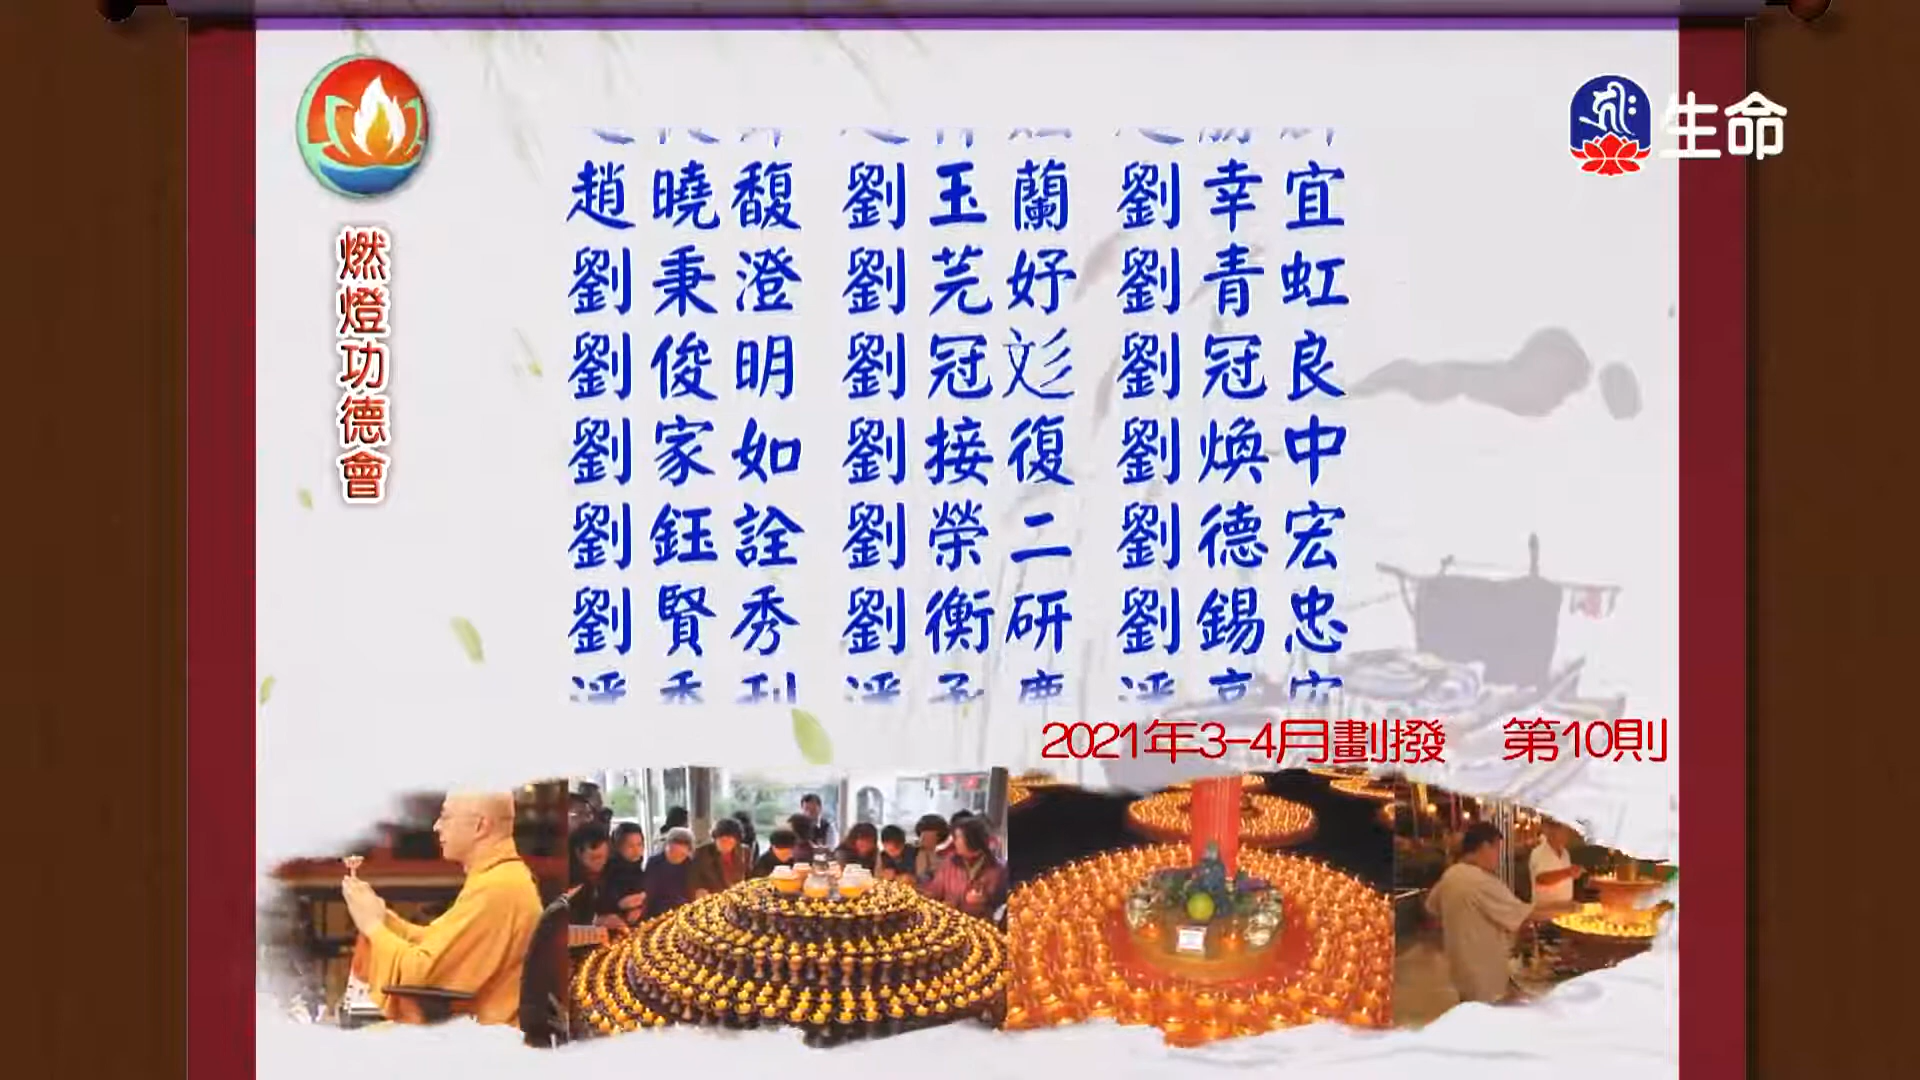 生命
燃燈功德會
趙曉馥 劉玉蘭 劉幸宜
劉秉澄 劉芫妤 劉青虹
劉俊明 劉冠彣 劉冠良
劉家如 劉接復 劉煥中
劉鈺詮 劉榮二 劉德宏
劉賢秀 劉衡研 劉錫忠
2021年3-4月劃撥 第10則